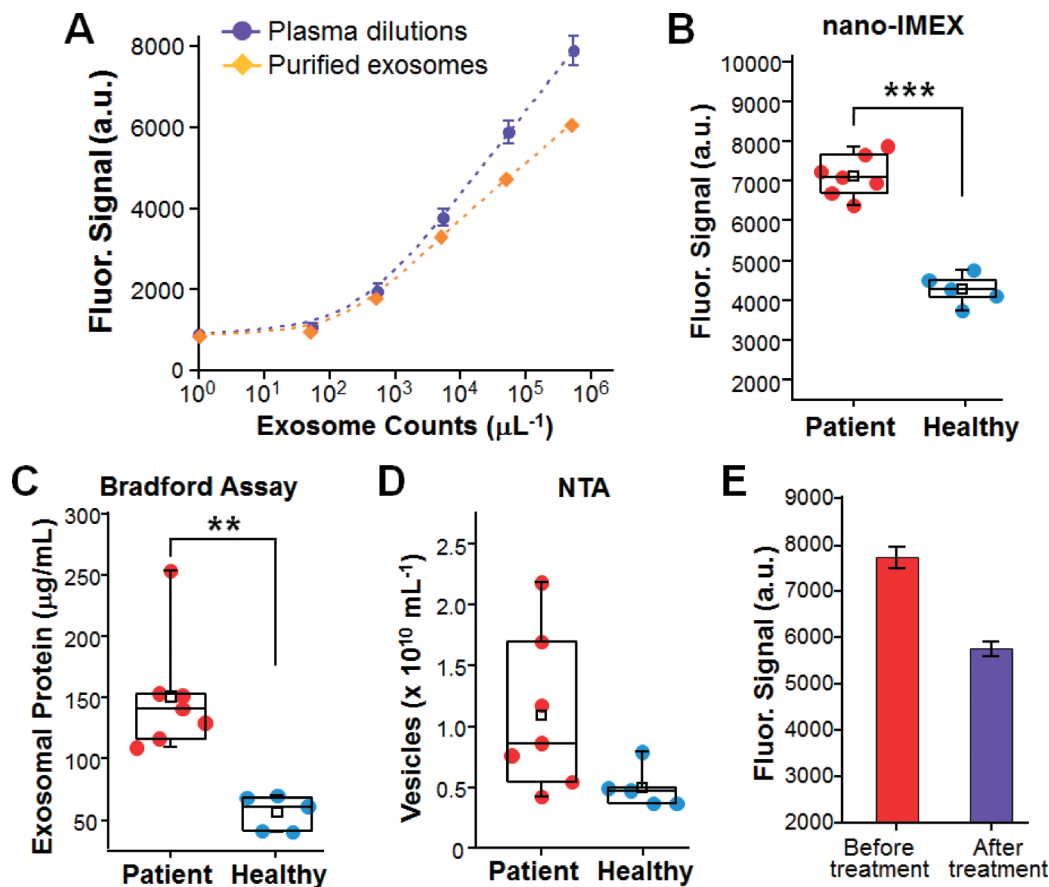 A
Plasma dilutions
Purified exosomes
Fluor. Signal (a.u.)
8000
6000
4000
2000
0
10⁰ 10¹ 10² 10³ 10⁴ 10⁵ 10⁶
Exosome Counts (μL⁻¹)
B
nano-IMEX
Fluor. Signal (a.u.)
10000
9000
8000
7000
6000
5000
4000
3000
2000
***
Patient Healthy
C
Bradford Assay
Exosomal Protein (μg/mL)
300
250
200
150
100
50
**
Patient Healthy
D
NTA
Vesicles (x 10¹⁰ mL⁻¹)
2.5
2.0
1.5
1.0
0.5
0
Patient Healthy
E
Fluor. Signal (a.u.)
9000
8000
7000
6000
5000
4000
3000
2000
Before After
treatment treatment